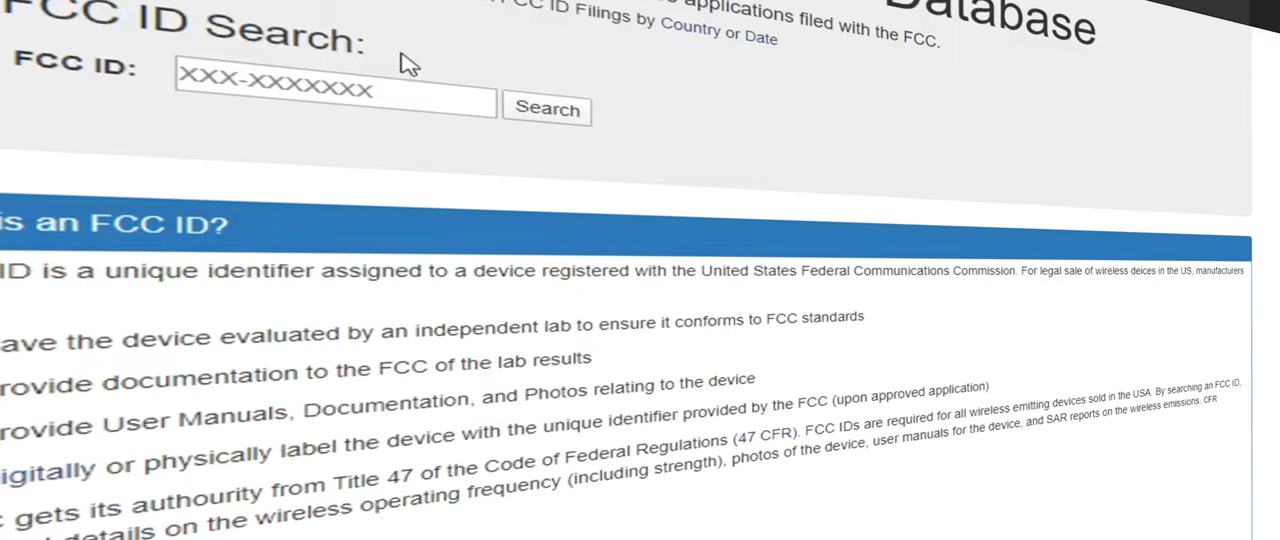 Database
applications filed with the FCC.
FCC ID Filings by Country or Date
FCC ID Search:
FCC ID:
XXX-XXXXXXX
Search
is an FCC ID?
ID is a unique identifier assigned to a device registered with the United States Federal Communications Commission. For legal sale of wireless deices in the US, manufacturers
ave the device evaluated by an independent lab to ensure it conforms to FCC standards
rovide documentation to the FCC of the lab results
rovide User Manuals, Documentation, and Photos relating to the device
igitally or physically label the device with the unique identifier provided by the FCC (upon approved application)
gets its authourity from Title 47 of the Code of Federal Regulations (47 CFR). FCC IDs are required for all wireless emitting devices sold in the USA. By searching an FCC ID,
details on the wireless operating frequency (including strength), photos of the device, user manuals for the device, and SAR reports on the wireless emissions. CFR